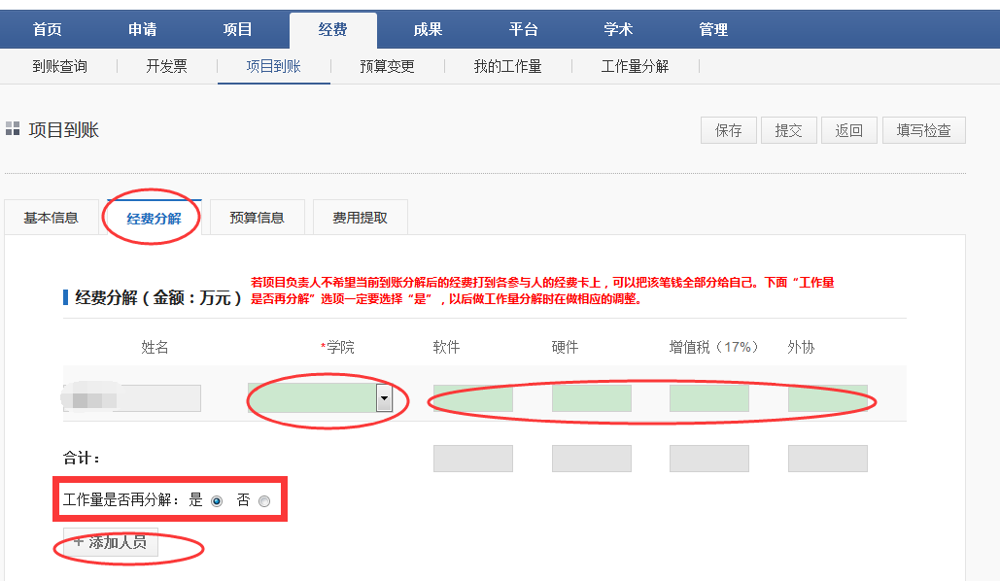 首页 申请 项目 经费 成果 平台 学术 管理
到账查询 开发票 项目到账 预算变更 我的工作量 工作量分解
项目到账 保存 提交 返回 填写检查
基本信息 经费分解 预算信息 费用提取
若项目负责人不希望当前到账分解后的经费打到各参与人的经费卡上，可以把该笔钱全部分给自己。下面“工作量
经费分解（金额：万元） 是否再分解”选项一定要选择“是”，以后做工作量分解时在做相应的调整。
姓名 *学院 软件 硬件 增值税（17%） 外协
合计：
工作量是否再分解： 是 否
+ 添加人员